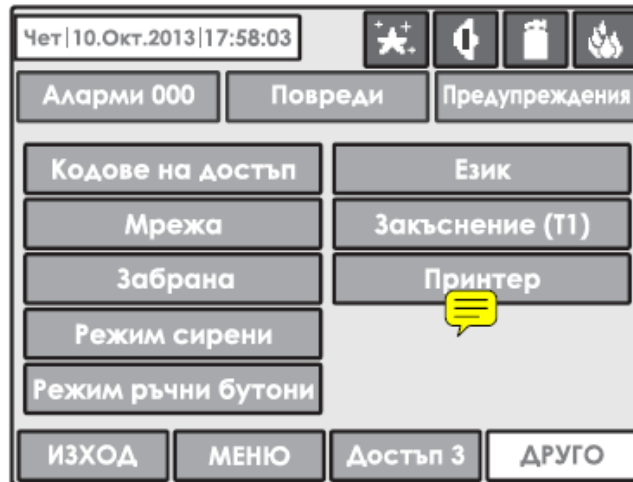 Чет|10.Окт.2013|17:58:03
Аларми 000 Повреди Предупреждения
Кодове на достъп Език
Мрежа Закъснение (Т1)
Забрана Принтер
Режим сирени
Режим ръчни бутони
ИЗХОД МЕНЮ Достъп 3 ДРУГО